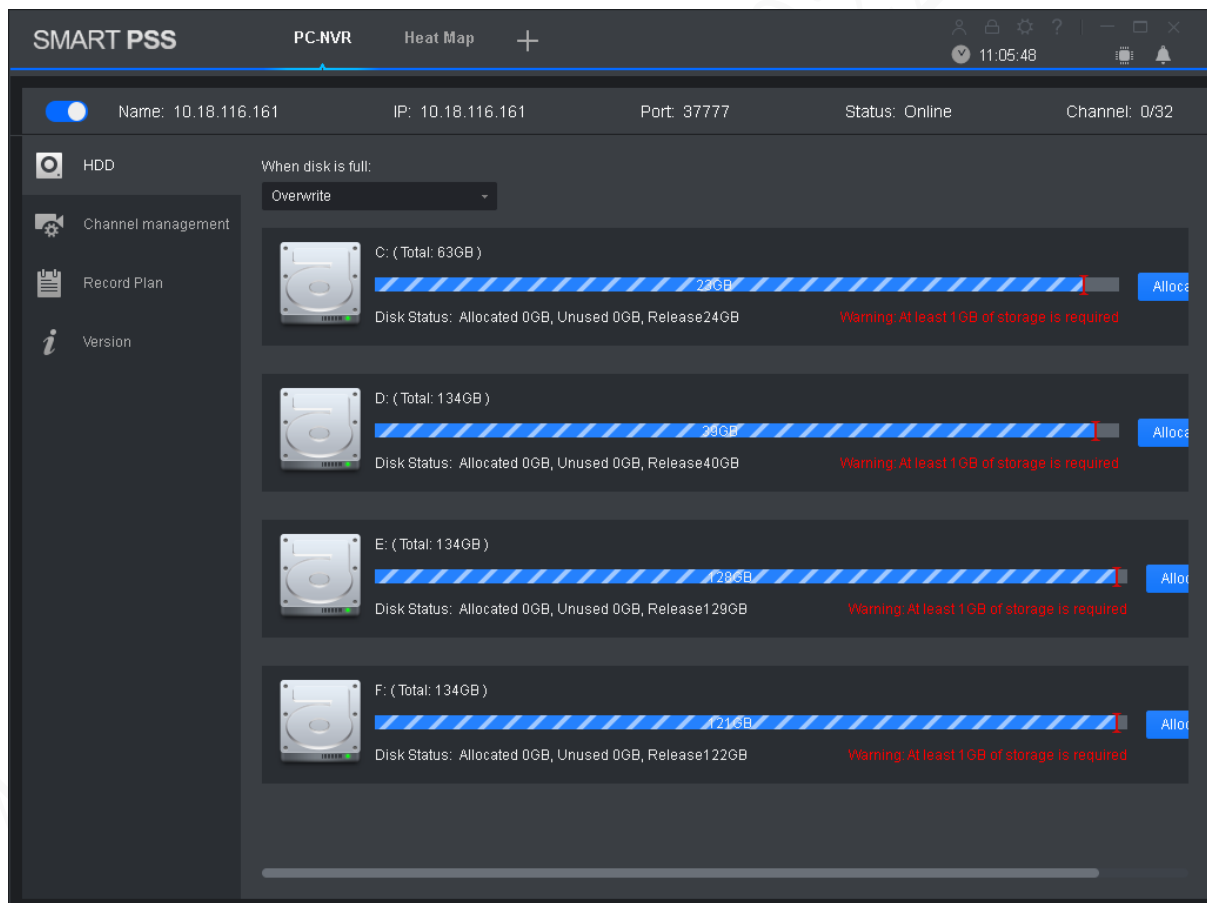 SMART PSS
PC-NVR
Heat Map
11:05:48
Name: 10.18.116.161
IP: 10.18.116.161
Port: 37777
Status: Online
Channel: 0/32
HDD
Channel management
Record Plan
Version
When disk is full:
Overwrite
C: ( Total: 63GB )
23GB
Alloca
Disk Status: Allocated 0GB, Unused 0GB, Release24GB
Warning: At least 1GB of storage is required
D: ( Total: 134GB )
39GB
Alloca
Disk Status: Allocated 0GB, Unused 0GB, Release40GB
Warning: At least 1GB of storage is required
E: ( Total: 134GB )
128GB
Alloc
Disk Status: Allocated 0GB, Unused 0GB, Release129GB
Warning: At least 1GB of storage is required
F: ( Total: 134GB )
121GB
Alloc
Disk Status: Allocated 0GB, Unused 0GB, Release122GB
Warning: At least 1GB of storage is required